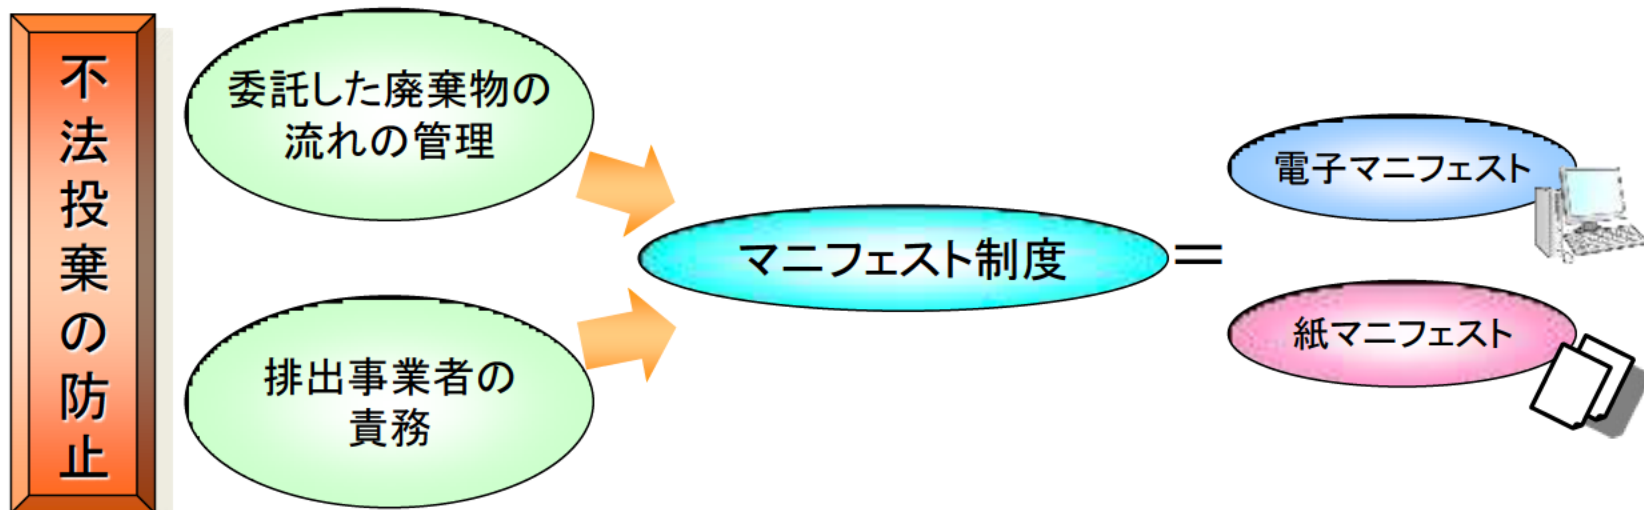 不法投棄の防止
委託した廃棄物の
流れの管理
排出事業者の
責務
マニフェスト制度
＝
電子マニフェスト
紙マニフェスト